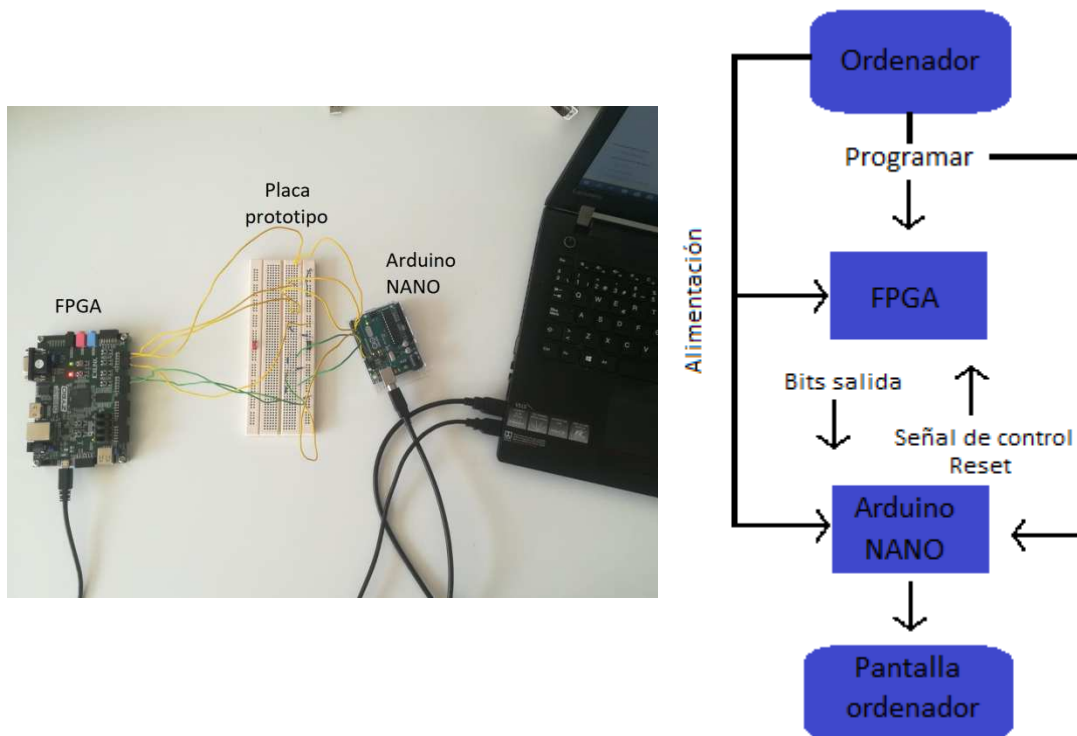 Placa
prototipo
Arduino
NANO
FPGA
Ordenador
Programar
Alimentación
FPGA
Bits salida
Señal de control
Reset
Arduino
NANO
Pantalla
ordenador